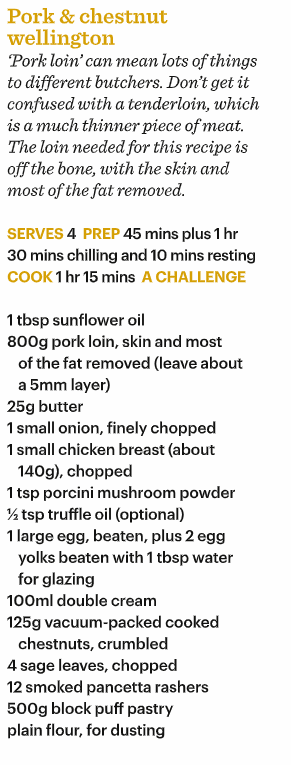 Pork & chestnut
wellington
‘Pork loin’ can mean lots of things
to different butchers. Don’t get it
confused with a tenderloin, which
is a much thinner piece of meat.
The loin needed for this recipe is
off the bone, with the skin and
most of the fat removed.
SERVES 4 PREP 45 mins plus 1 hr
30 mins chilling and 10 mins resting
COOK 1 hr 15 mins A CHALLENGE
1 tbsp sunflower oil
800g pork loin, skin and most
of the fat removed (leave about
a 5mm layer)
25g butter
1 small onion, finely chopped
1 small chicken breast (about
140g), chopped
1 tsp porcini mushroom powder
½ tsp truffle oil (optional)
1 large egg, beaten, plus 2 egg
yolks beaten with 1 tbsp water
for glazing
100ml double cream
125g vacuum-packed cooked
chestnuts, crumbled
4 sage leaves, chopped
12 smoked pancetta rashers
500g block puff pastry
plain flour, for dusting